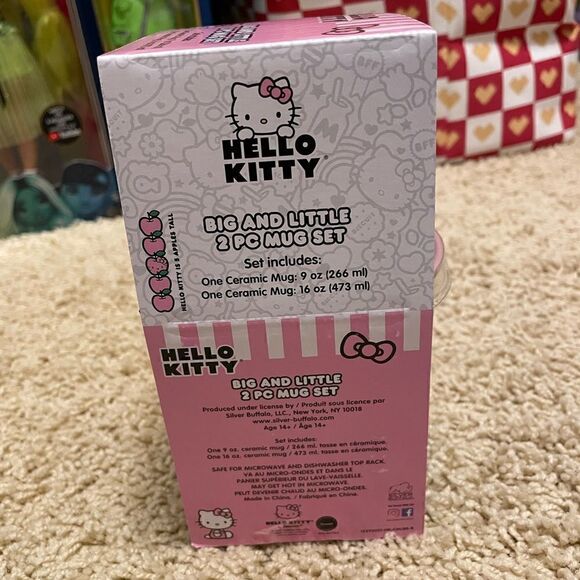 HELLO
KITTY
BFF
BIG AND LITTLE
2 PC MUG SET
Set includes:
One Ceramic Mug: 9 oz (266 ml)
One Ceramic Mug: 16 oz (473 ml)
HELLO KITTY IS 5 APPLES TALL
HELLO
KITTY
BIG AND LITTLE
2 PC MUG SET
Produced under license by / Produit sous licence par
Silver Buffalo, LLC., New York, NY 10018
www.silver-buffalo.com
Age 14+ / Âge 14+
Set includes:
One 9 oz. ceramic mug / 266 ml. tasse en céramique.
One 16 oz. ceramic mug / 473 ml. tasse en céramique.
SAFE FOR MICROWAVE AND DISHWASHER TOP RACK.
VA AU MICRO-ONDES ET DANS LE
PANIER SUPÉRIEUR DU LAVE-VAISSELLE.
MAY GET HOT IN MICROWAVE.
PEUT DEVENIR CHAUD AU MICRO-ONDES.
Made in China. / Fabriqué en China.
HELLO KITTY